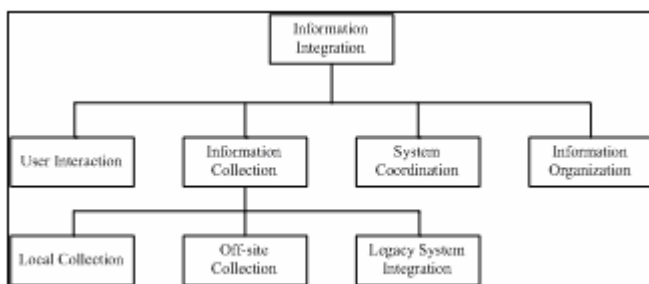 Information
Integration
User Interaction
Information
Collection
System
Coordination
Information
Organization
Local Collection
Off-site
Collection
Legacy System
Integration